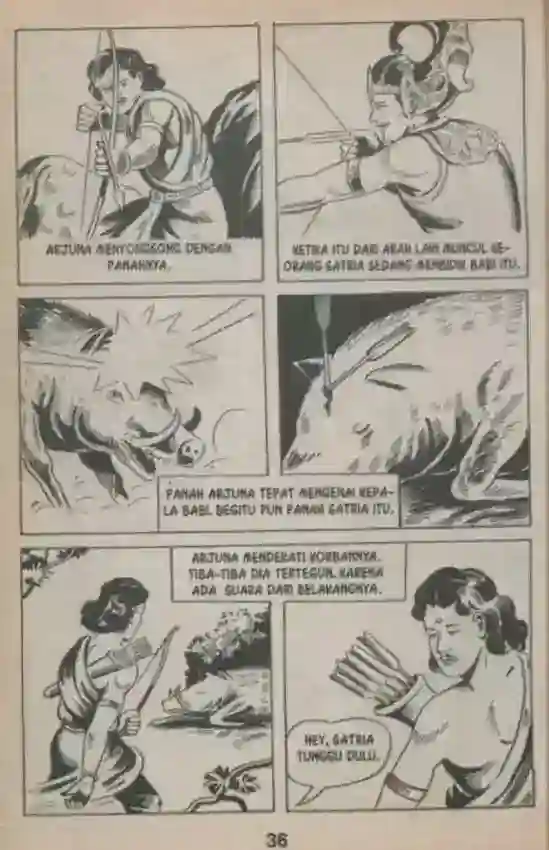 ARJUNA MENYONGSONG DENGAN
PANAHNYA.
KETIKA ITU DARI ARAH LAIN MUNCUL SE-
ORANG SATRIA SEDANG MEMBIDIK BABI ITU.
PANAH ARJUNA TEPAT MENGENAI KEPA-
LA BABI. BEGITU PUN PANAH SATRIA ITU.
ARJUNA MENDEKATI KORBANNYA.
TIBA-TIBA DIA TERTEGUN. KARENA
ADA SUARA DARI BELAKANGNYA.
HEY, SATRIA
TUNGGU DULU.
36